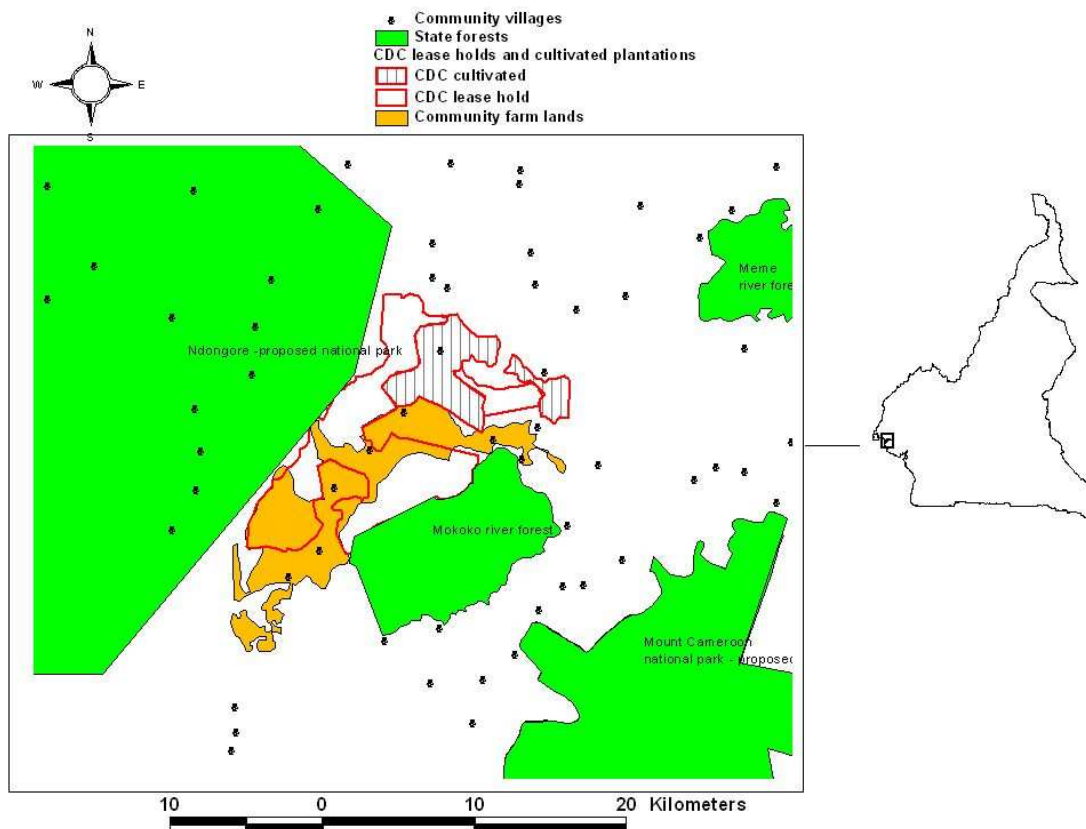 Community villages
State forests
CDC lease holds and cultivated plantations
CDC cultivated
CDC lease hold
Community farm lands
N
W
E
S
Meme
river fore
Ndongore -proposed national park
Mokoko river forest
Mount Cameroon
national park - proposed
10 0 10 20 Kilometers